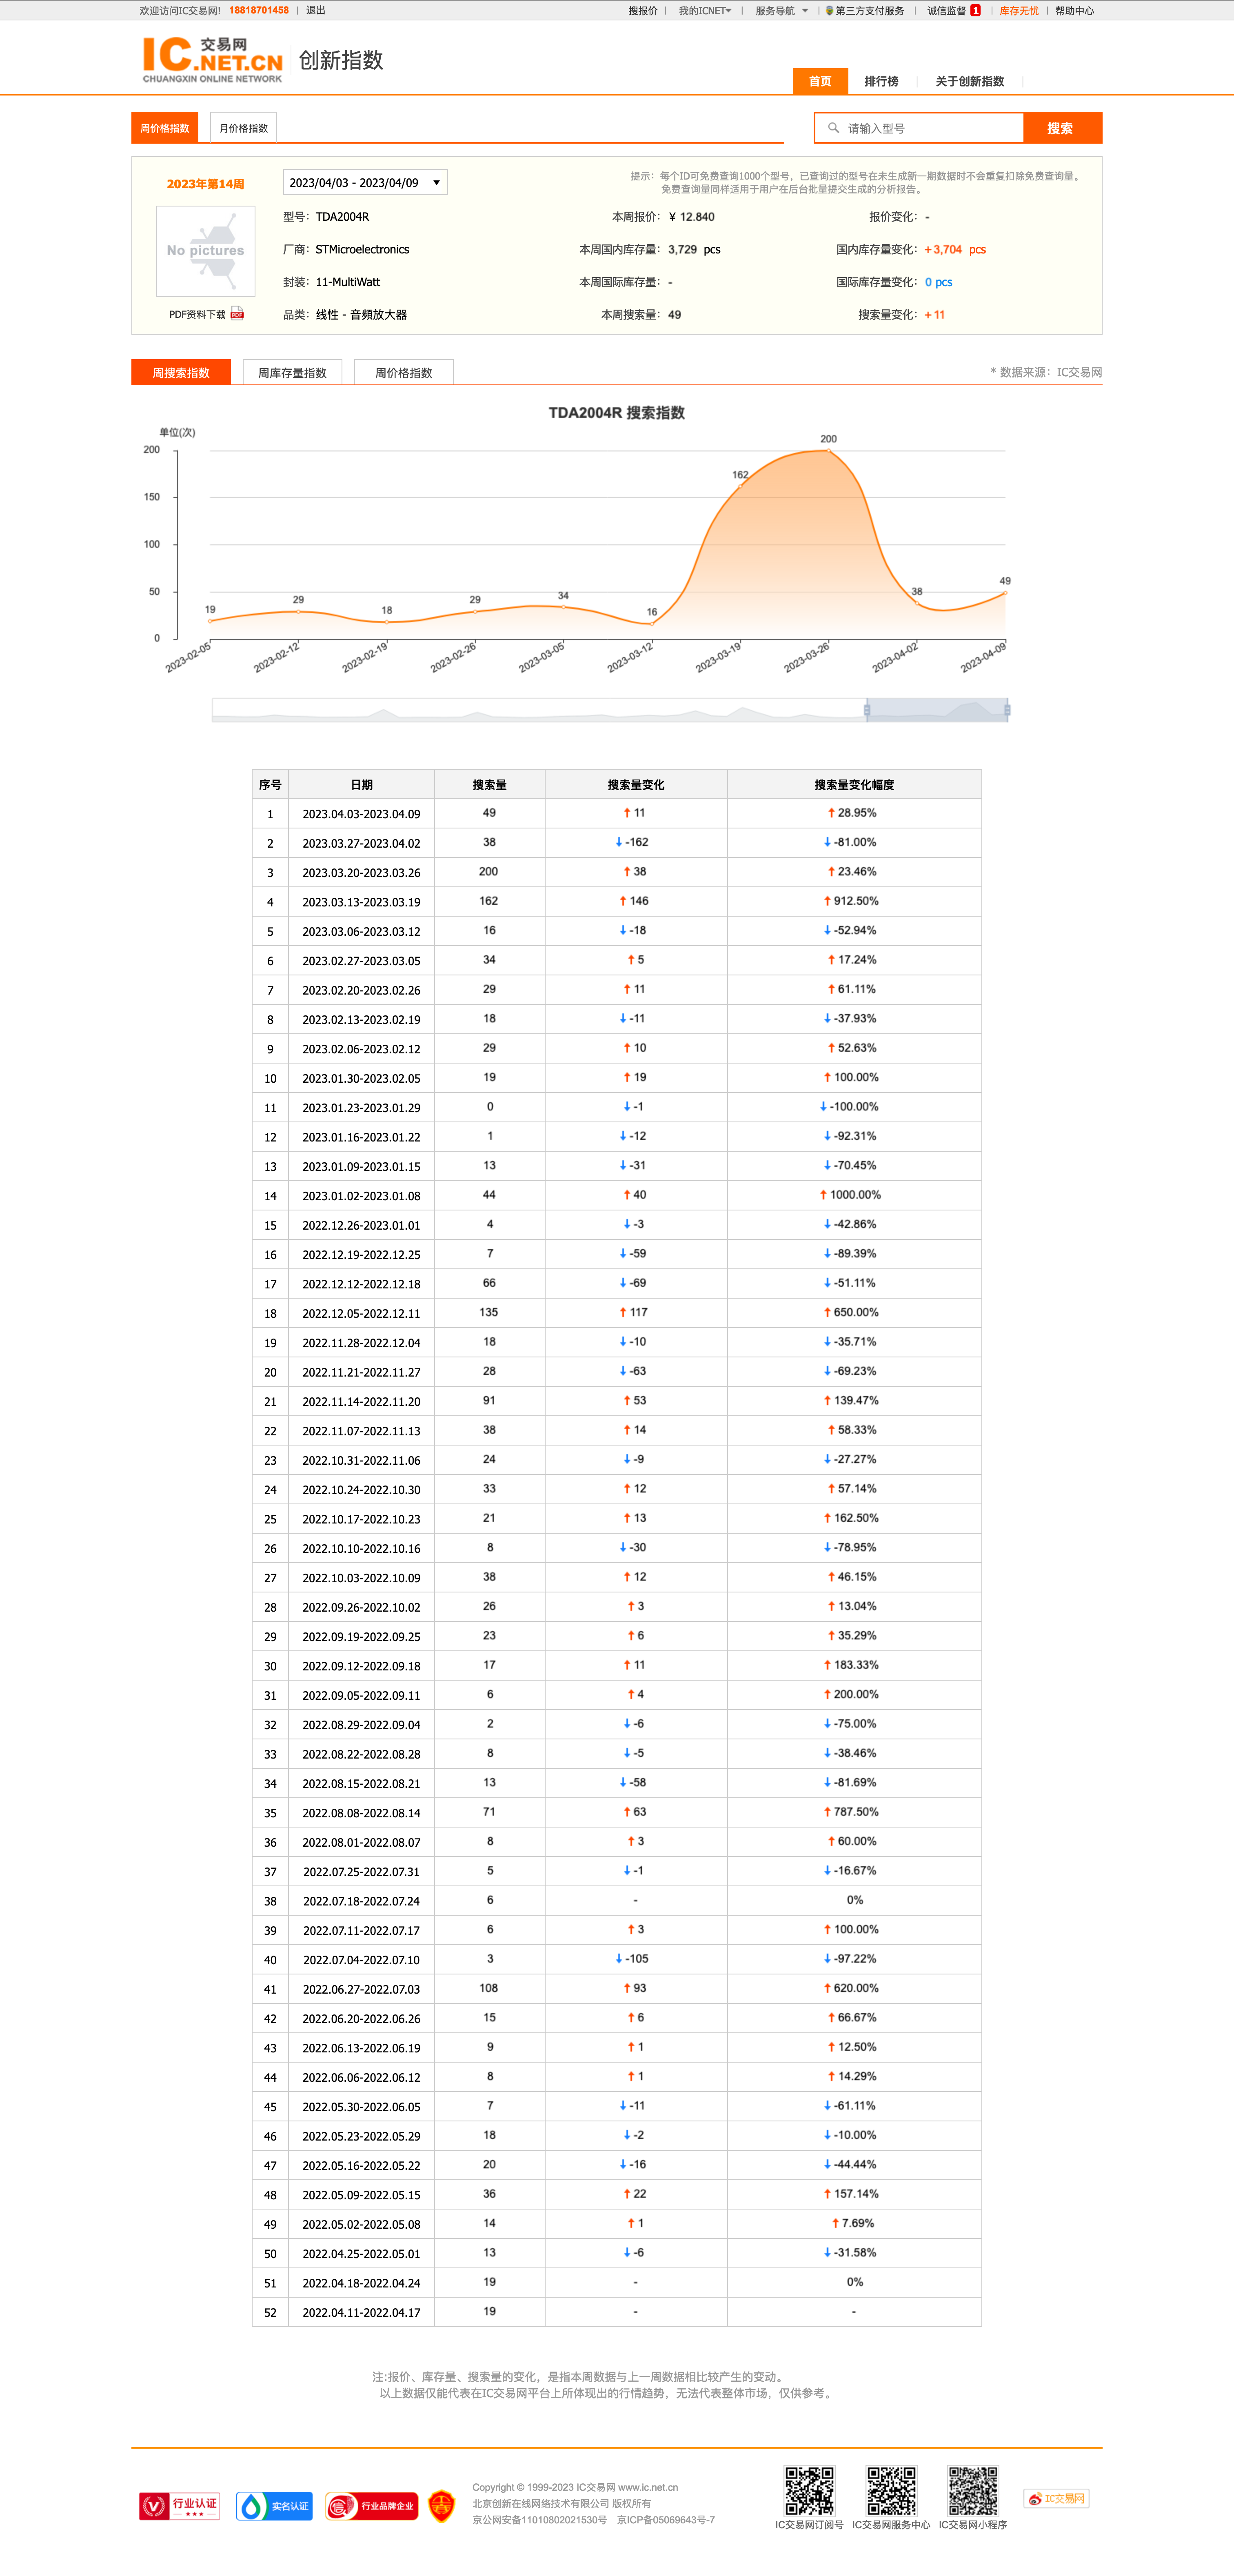 欢迎访问IC交易网! 18818701458 | 退出 搜报价 | 我的ICNET | 服务导航 | 第三方支付服务 | 诚信监督 1 | 库存无忧 | 帮助中心
IC 交易网
.NET.CN
CHUANGXIN ONLINE NETWORK
创新指数
首页 排行榜 关于创新指数
周价格指数 月价格指数 请输入型号 搜索
2023年第14周 2023/04/03 - 2023/04/09
提示：每个ID可免费查询1000个型号，已查询过的型号在未生成新一期数据时不会重复扣除免费查询量。
免费查询量同样适用于用户在后台批量提交生成的分析报告。
No pictures
PDF资料下载 PDF
型号：TDA2004R 本周报价：¥ 12.840 报价变化：-
厂商：STMicroelectronics 本周国内库存量：3,729 pcs 国内库存量变化：+3,704 pcs
封装：11-MultiWatt 本周国际库存量：- 国际库存量变化：0 pcs
品类：线性 - 音頻放大器 本周搜索量：49 搜索量变化：+11
周搜索指数 周库存量指数 周价格指数 * 数据来源：IC交易网
TDA2004R 搜索指数
单位(次)
200
150
100
50
0
19 29 18 29 34 16 162 200 38 49
2023-02-05 2023-02-12 2023-02-19 2023-02-26 2023-03-05 2023-03-12 2023-03-19 2023-03-26 2023-04-02 2023-04-09
序号 日期 搜索量 搜索量变化 搜索量变化幅度
1 2023.04.03-2023.04.09 49 ↑11 ↑28.95%
2 2023.03.27-2023.04.02 38 ↓-162 ↓-81.00%
3 2023.03.20-2023.03.26 200 ↑38 ↑23.46%
4 2023.03.13-2023.03.19 162 ↑146 ↑912.50%
5 2023.03.06-2023.03.12 16 ↓-18 ↓-52.94%
6 2023.02.27-2023.03.05 34 ↑5 ↑17.24%
7 2023.02.20-2023.02.26 29 ↑11 ↑61.11%
8 2023.02.13-2023.02.19 18 ↓-11 ↓-37.93%
9 2023.02.06-2023.02.12 29 ↑10 ↑52.63%
10 2023.01.30-2023.02.05 19 ↑19 ↑100.00%
11 2023.01.23-2023.01.29 0 ↓-1 ↓-100.00%
12 2023.01.16-2023.01.22 1 ↓-12 ↓-92.31%
13 2023.01.09-2023.01.15 13 ↓-31 ↓-70.45%
14 2023.01.02-2023.01.08 44 ↑40 ↑1000.00%
15 2022.12.26-2023.01.01 4 ↓-3 ↓-42.86%
16 2022.12.19-2022.12.25 7 ↓-59 ↓-89.39%
17 2022.12.12-2022.12.18 66 ↓-69 ↓-51.11%
18 2022.12.05-2022.12.11 135 ↑117 ↑650.00%
19 2022.11.28-2022.12.04 18 ↓-10 ↓-35.71%
20 2022.11.21-2022.11.27 28 ↓-63 ↓-69.23%
21 2022.11.14-2022.11.20 91 ↑53 ↑139.47%
22 2022.11.07-2022.11.13 38 ↑14 ↑58.33%
23 2022.10.31-2022.11.06 24 ↓-9 ↓-27.27%
24 2022.10.24-2022.10.30 33 ↑12 ↑57.14%
25 2022.10.17-2022.10.23 21 ↑13 ↑162.50%
26 2022.10.10-2022.10.16 8 ↓-30 ↓-78.95%
27 2022.10.03-2022.10.09 38 ↑12 ↑46.15%
28 2022.09.26-2022.10.02 26 ↑3 ↑13.04%
29 2022.09.19-2022.09.25 23 ↑6 ↑35.29%
30 2022.09.12-2022.09.18 17 ↑11 ↑183.33%
31 2022.09.05-2022.09.11 6 ↑4 ↑200.00%
32 2022.08.29-2022.09.04 2 ↓-6 ↓-75.00%
33 2022.08.22-2022.08.28 8 ↓-5 ↓-38.46%
34 2022.08.15-2022.08.21 13 ↓-58 ↓-81.69%
35 2022.08.08-2022.08.14 71 ↑63 ↑787.50%
36 2022.08.01-2022.08.07 8 ↑3 ↑60.00%
37 2022.07.25-2022.07.31 5 ↓-1 ↓-16.67%
38 2022.07.18-2022.07.24 6 - 0%
39 2022.07.11-2022.07.17 6 ↑3 ↑100.00%
40 2022.07.04-2022.07.10 3 ↓-105 ↓-97.22%
41 2022.06.27-2022.07.03 108 ↑93 ↑620.00%
42 2022.06.20-2022.06.26 15 ↑6 ↑66.67%
43 2022.06.13-2022.06.19 9 ↑1 ↑12.50%
44 2022.06.06-2022.06.12 8 ↑1 ↑14.29%
45 2022.05.30-2022.06.05 7 ↓-11 ↓-61.11%
46 2022.05.23-2022.05.29 18 ↓-2 ↓-10.00%
47 2022.05.16-2022.05.22 20 ↓-16 ↓-44.44%
48 2022.05.09-2022.05.15 36 ↑22 ↑157.14%
49 2022.05.02-2022.05.08 14 ↑1 ↑7.69%
50 2022.04.25-2022.05.01 13 ↓-6 ↓-31.58%
51 2022.04.18-2022.04.24 19 - 0%
52 2022.04.11-2022.04.17 19 - -
注:报价、库存量、搜索量的变化，是指本周数据与上一周数据相比较产生的变动。
以上数据仅能代表在IC交易网平台上所体现出的行情趋势，无法代表整体市场，仅供参考。
行业认证 实名认证 行业品牌企业
Copyright © 1999-2023 IC交易网 www.ic.net.cn
北京创新在线网络技术有限公司 版权所有
京公网安备11010802021530号 京ICP备05069643号-7
IC交易网订阅号 IC交易网服务中心 IC交易网小程序
IC交易网